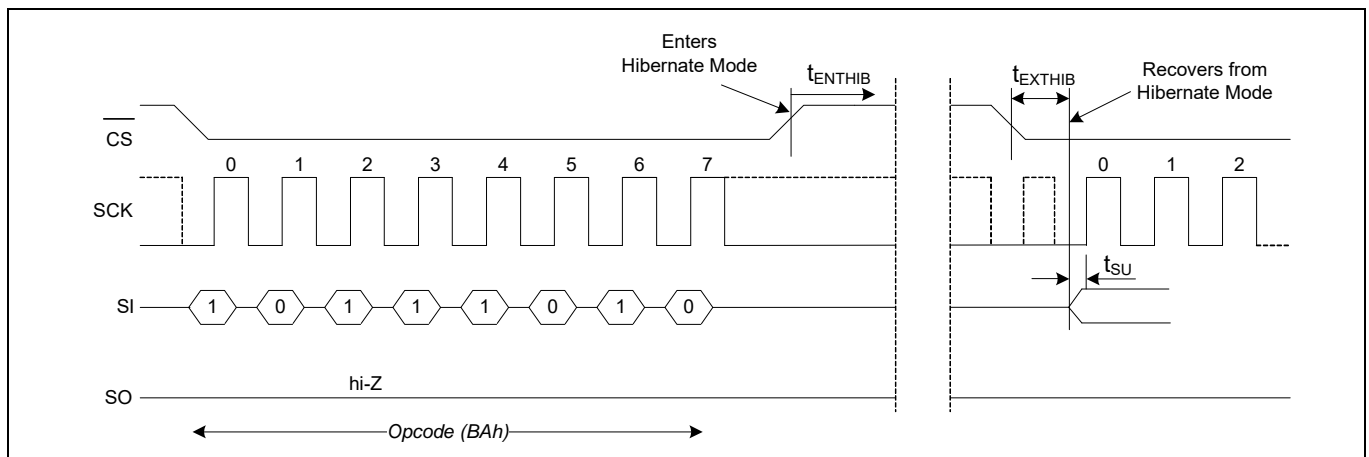 Enters
Hibernate Mode
tENTHIB
tEXTHIB
Recovers from
Hibernate Mode
CS
0 1 2 3 4 5 6 7 0 1 2
SCK
tSU
SI 1 0 1 1 1 0 1 0
hi-Z
SO
Opcode (BAh)